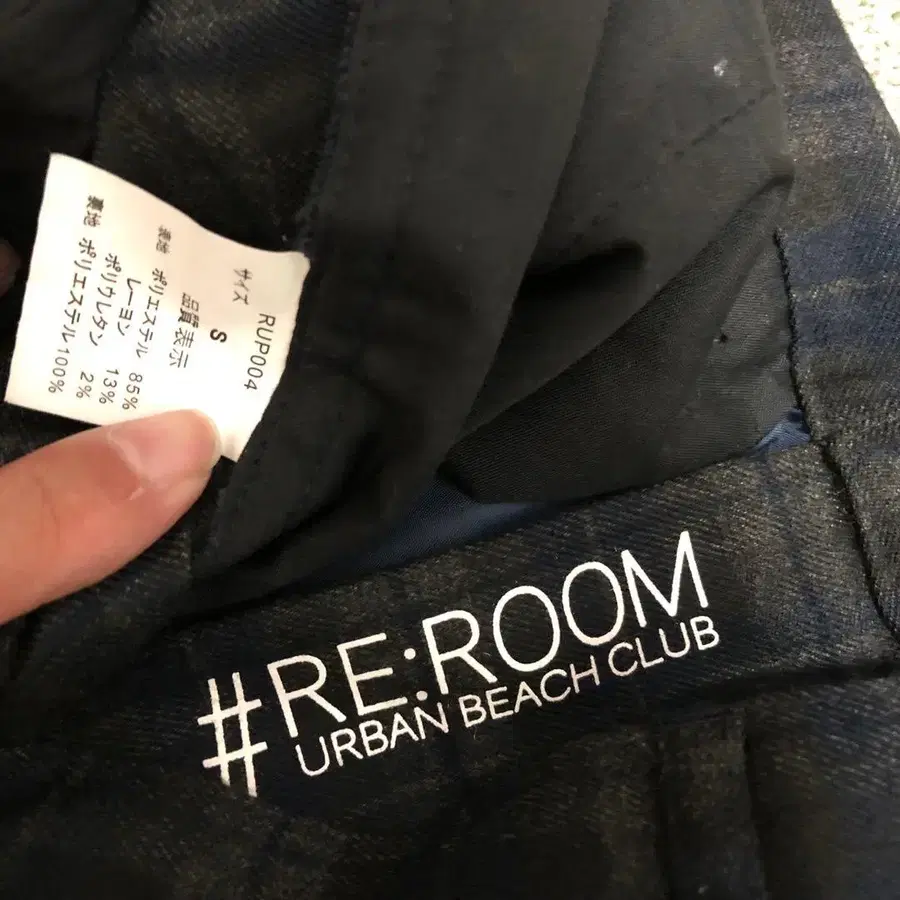 RUP004
サイズ S
品質表示
裏地 ポリエステル 85%
レーヨン 13%
ポリウレタン 2%
裏地 ポリエステル100%
#RE:ROOM
URBAN BEACH CLUB